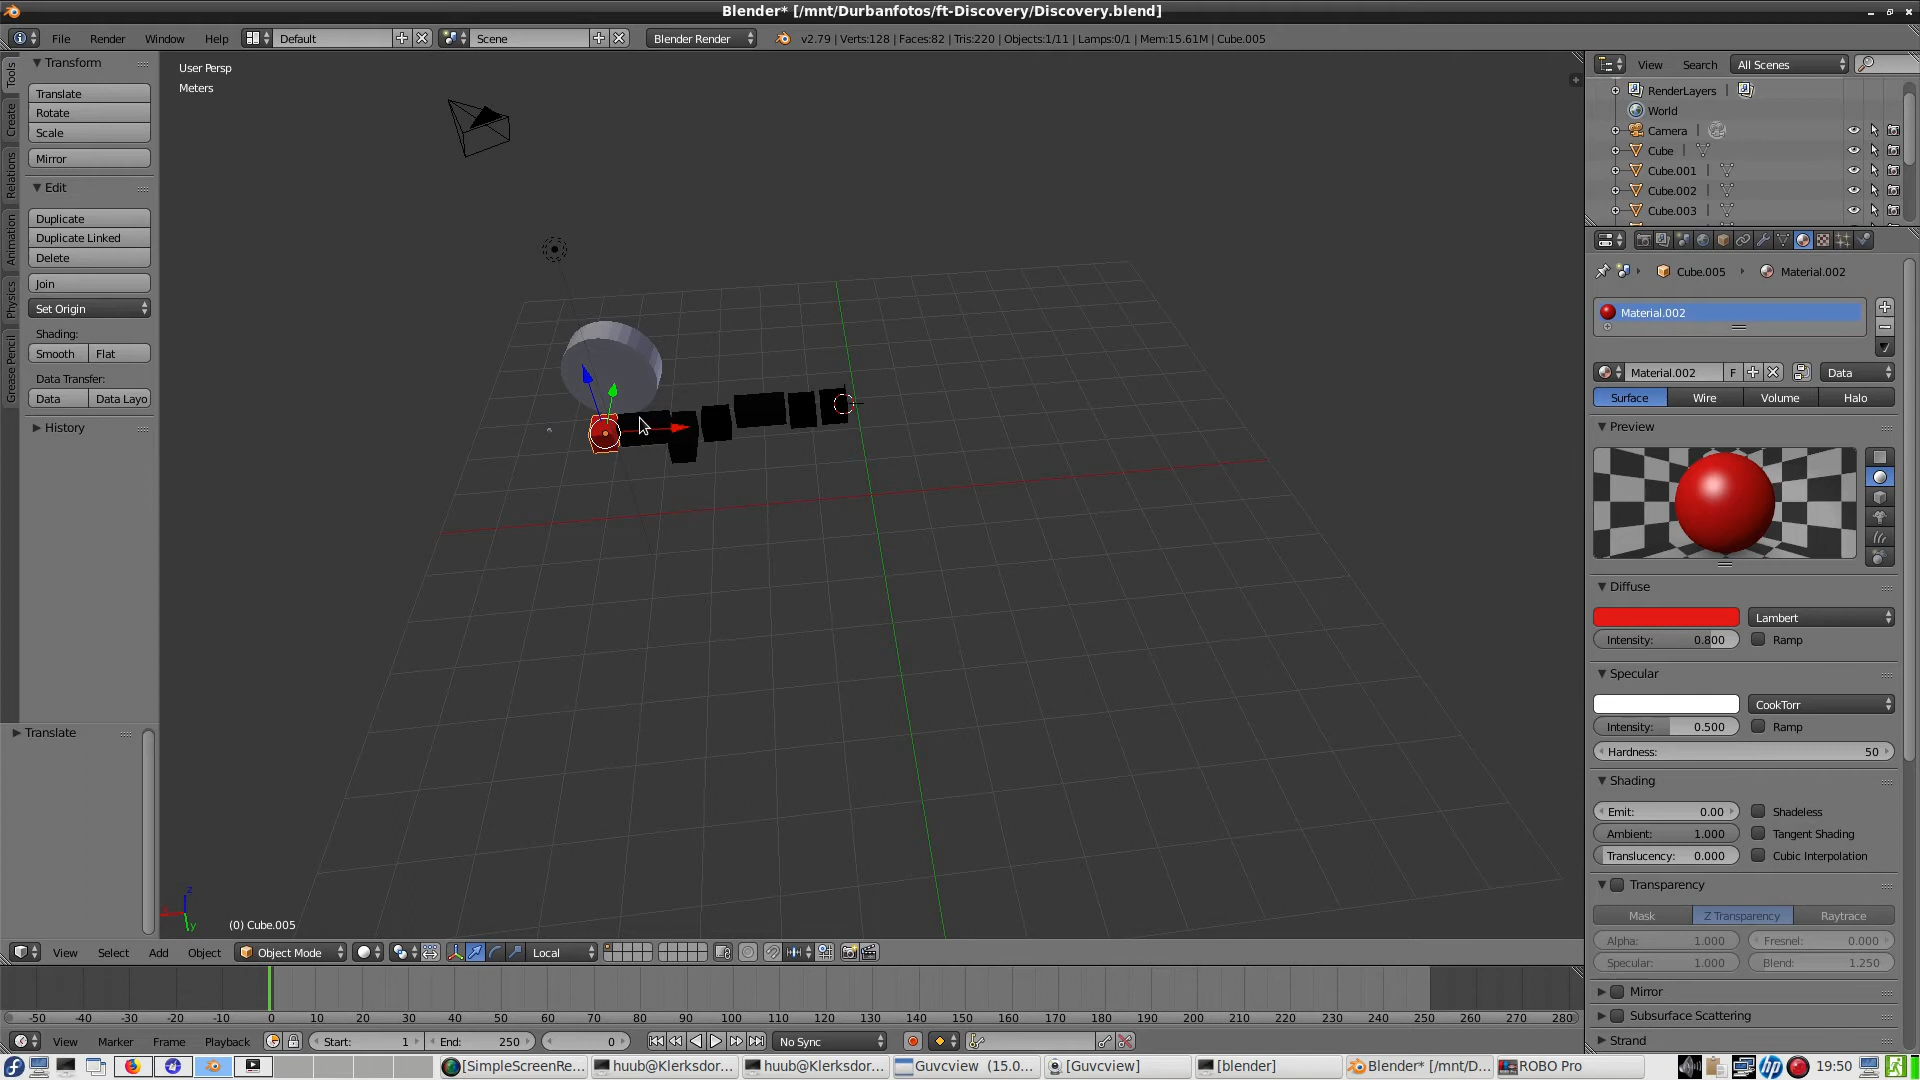 Blender* [/mnt/Durbanfotos/ft-Discovery/Discovery.blend]
File Render Window Help Default Scene Blender Render v2.79 | Verts:128 | Faces:82 | Tris:220 | Objects:1/11 | Lamps:0/1 | Mem:15.61M | Cube.005
Tools
Create
Relations
Animation
Physics
Grease Pencil
Transform
Translate
Rotate
Scale
Mirror
Edit
Duplicate
Duplicate Linked
Delete
Join
Set Origin
Shading:
Smooth Flat
Data Transfer:
Data Data Layo
History
Translate
User Persp
Meters
z
y
(0) Cube.005
View Select Add Object Object Mode Local
View Search All Scenes
RenderLayers |
World
Camera |
Cube |
Cube.001 |
Cube.002 |
Cube.003 |
Cube.005 Material.002
Material.002
Material.002 F Data
Surface Wire Volume Halo
Preview
Diffuse
Lambert
Intensity: 0.800 Ramp
Specular
CookTorr
Intensity: 0.500 Ramp
Hardness: 50
Shading
Emit: 0.00 Shadeless
Ambient: 1.000 Tangent Shading
Translucency: 0.000 Cubic Interpolation
Transparency
Mask Z Transparency Raytrace
Alpha: 1.000 Fresnel: 0.000
Specular: 1.000 Blend: 1.250
Mirror
Subsurface Scattering
Strand
-50 -40 -30 -20 -10 0 10 20 30 40 50 60 70 80 90 100 110 120 130 140 150 160 170 180 190 200 210 220 230 240 250 260 270 280
View Marker Frame Playback Start: 1 End: 250 0 No Sync
[SimpleScreenRe... huub@Klerksdor... huub@Klerksdor... Guvcview (15.0... [Guvcview] [blender] Blender* [/mnt/D... ROBO Pro hp 19:50